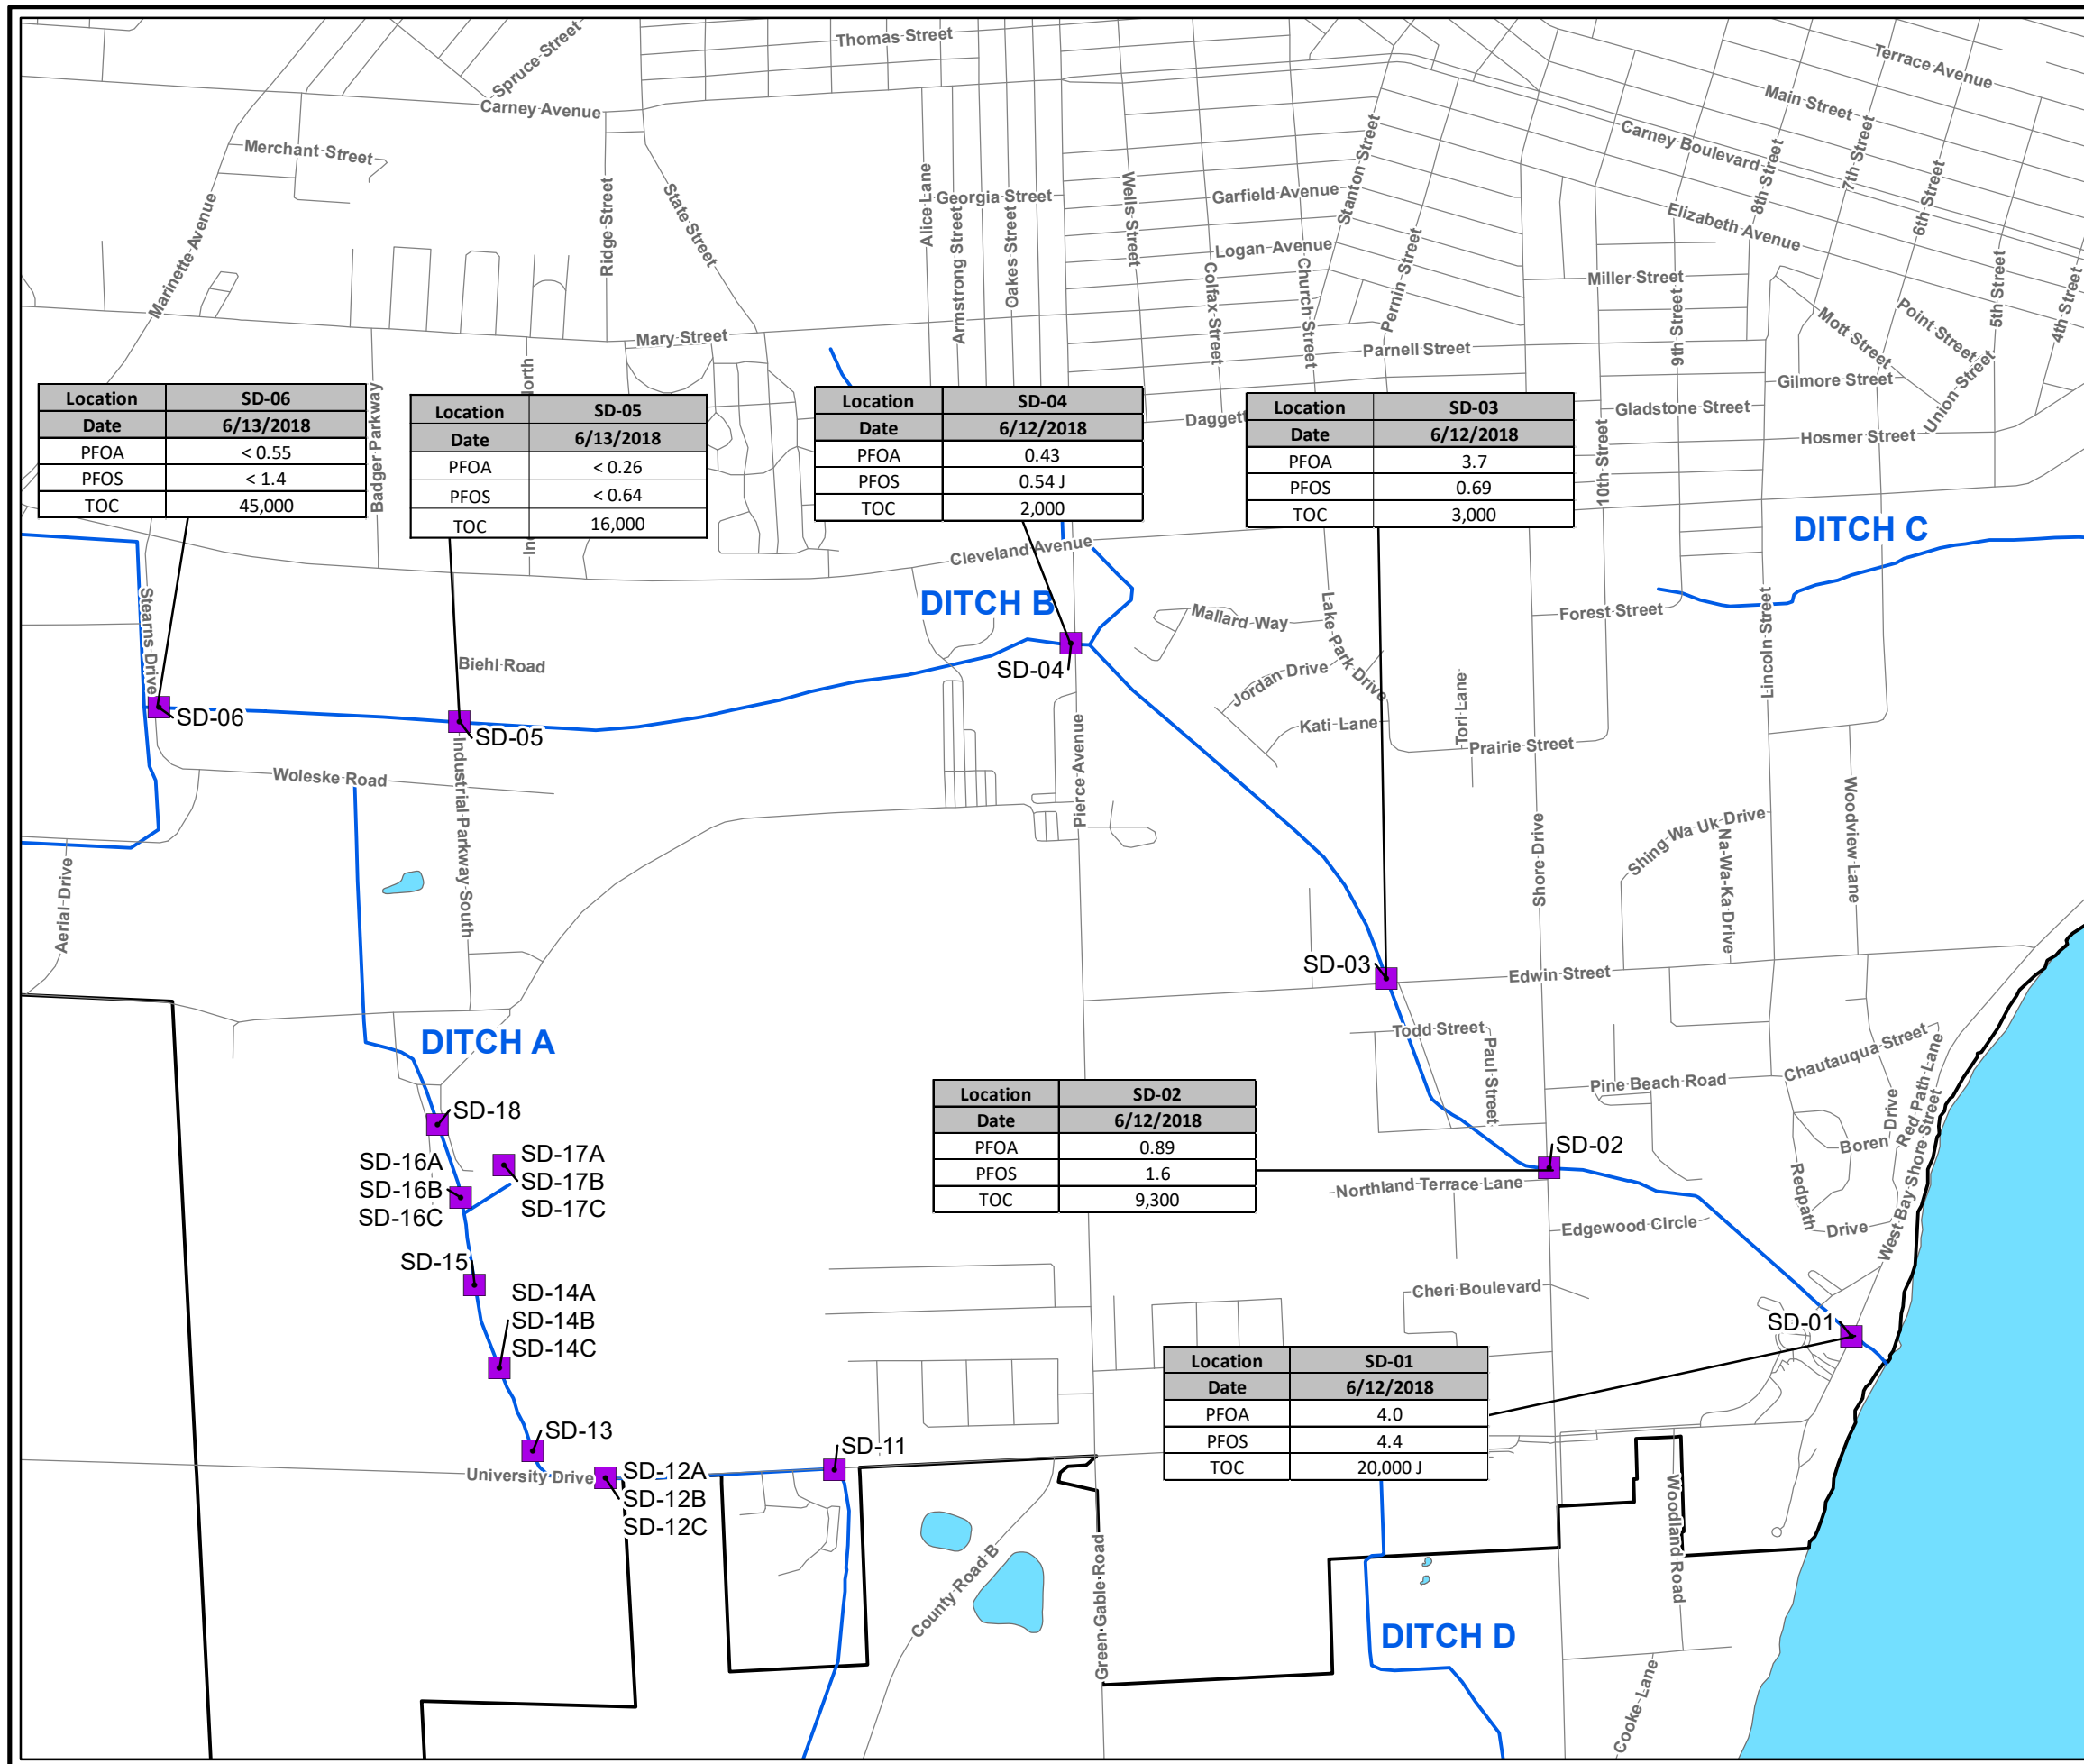 Thomas Street
Spruce Street
Carney Avenue
Terrace Avenue
Main Street
Carney Boulevard
Merchant Street
Marinette Avenue
Ridge Street
State Street
Alice Lane
Georgia Street
Armstrong Street
Oakes Street
Wells Street
Garfield Avenue
Stanton Street
Logan Avenue
Colfax Street
Church Street
Pernin Street
Elizabeth Avenue
8th Street
7th Street
6th Street
5th Street
4th Street
Miller Street
9th Street
Mott Street
Point Street
Union Street
Mary Street
Parnell Street
Gilmore Street
Gladstone Street
Hosmer Street
10th Street
Daggett
Badger Parkway
North
In
Location SD-06
Date 6/13/2018
PFOA < 0.55
PFOS < 1.4
TOC 45,000
Location SD-05
Date 6/13/2018
PFOA < 0.26
PFOS < 0.64
TOC 16,000
Location SD-04
Date 6/12/2018
PFOA 0.43
PFOS 0.54 J
TOC 2,000
Location SD-03
Date 6/12/2018
PFOA 3.7
PFOS 0.69
TOC 3,000
DITCH C
Cleveland Avenue
DITCH B
Stearns Drive
Biehl Road
SD-04
SD-06
SD-05
Mallard Way
Lake Park Drive
Jordan Drive
Kati Lane
Tori Lane
Prairie Street
Forest Street
Lincoln Street
Woleske Road
Industrial Parkway South
Pierce Avenue
Shore Drive
Shing Wa Uk Drive
Na-Wa-Ka Drive
Woodview Lane
Aerial Drive
SD-03
Edwin Street
DITCH A
Todd Street
Paul Street
Pine Beach Road
Chautauqua Street
Red Path Lane
West Bay Shore Street
Boren Drive
Redpath
Drive
SD-18
SD-16A
SD-16B
SD-16C
SD-17A
SD-17B
SD-17C
Location SD-02
Date 6/12/2018
PFOA 0.89
PFOS 1.6
TOC 9,300
SD-02
Northland Terrace Lane
Edgewood Circle
Cheri Boulevard
SD-15
SD-14A
SD-14B
SD-14C
SD-01
Location SD-01
Date 6/12/2018
PFOA 4.0
PFOS 4.4
TOC 20,000 J
SD-13
SD-11
University Drive
SD-12A
SD-12B
SD-12C
County Road B
Green Gable Road
Woodland Road
DITCH D
Cooke Lane